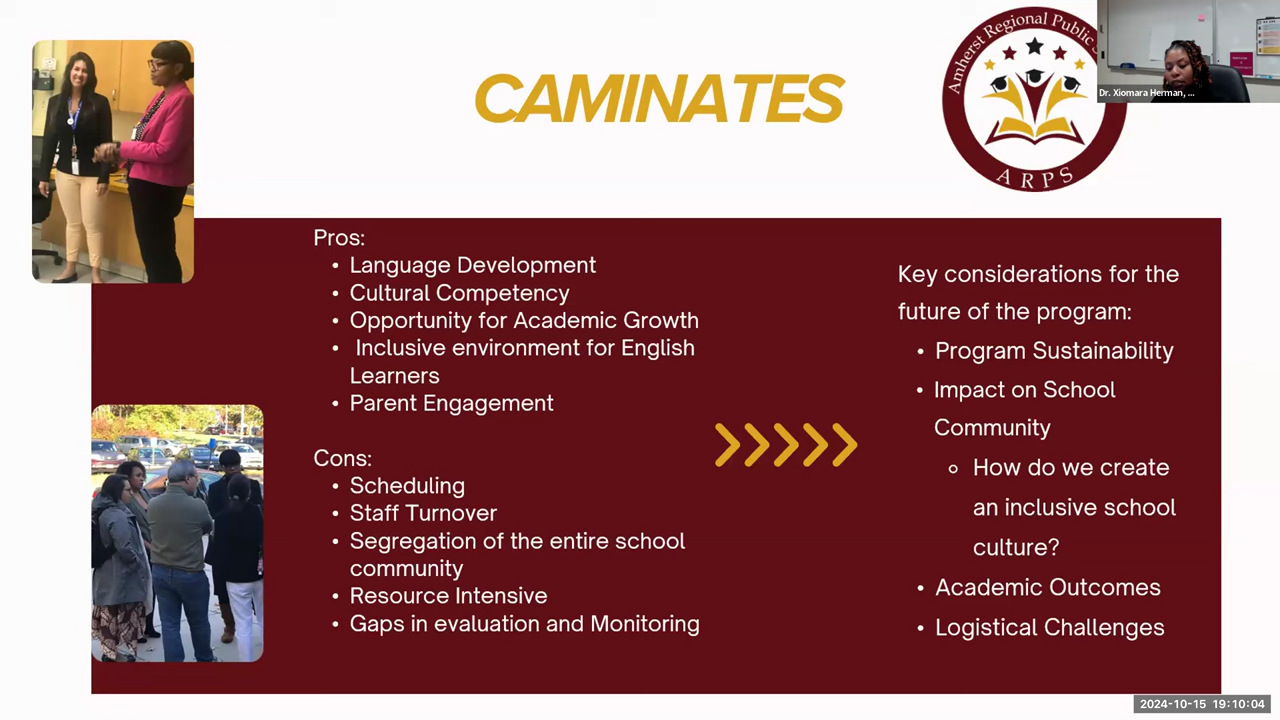 CAMINATES
Amherst Regional Public
ARPS
Dr. Xiomara Herman, ...
Pros:
• Language Development
• Cultural Competency
• Opportunity for Academic Growth
• Inclusive environment for English
Learners
• Parent Engagement
Cons:
• Scheduling
• Staff Turnover
• Segregation of the entire school
community
• Resource Intensive
• Gaps in evaluation and Monitoring
Key considerations for the
future of the program:
• Program Sustainability
• Impact on School
Community
○ How do we create
an inclusive school
culture?
• Academic Outcomes
• Logistical Challenges
2024-10-15 19:10:04